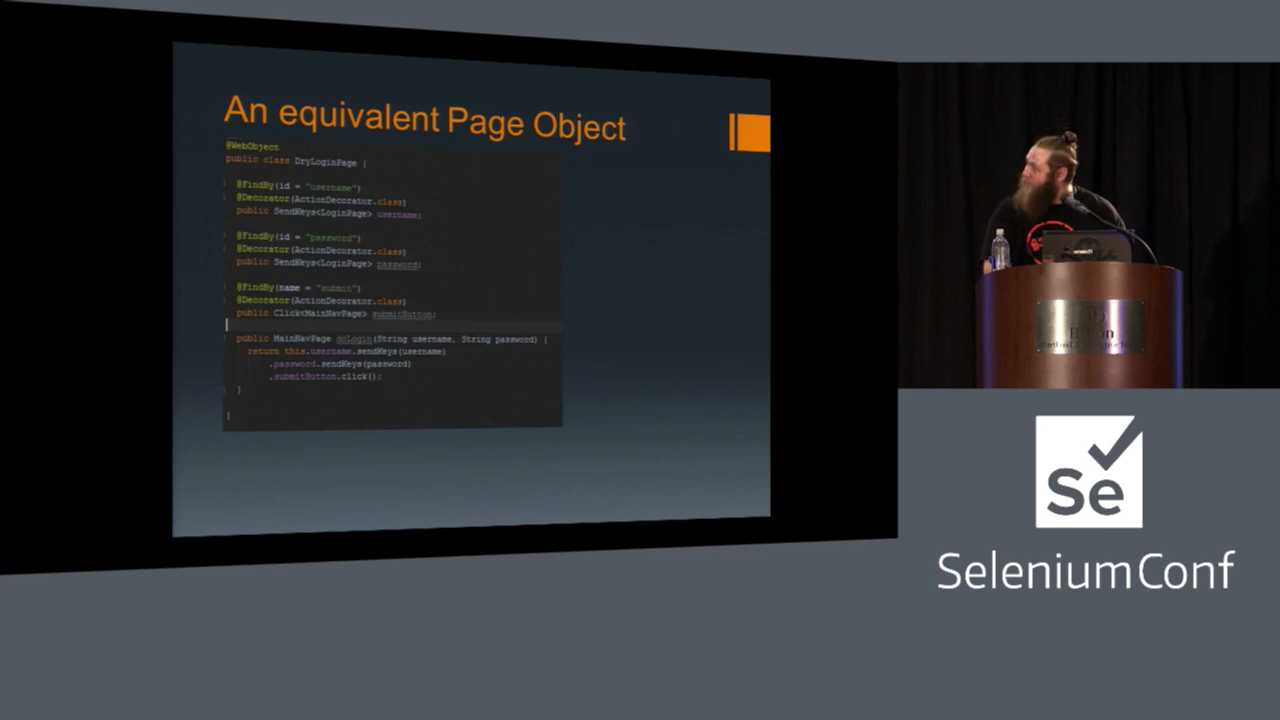 An equivalent Page Object
@WebObject
public class DryLoginPage {
@FindBy(id = "username")
@Decorator(ActionDecorator.class)
public SendKeys<LoginPage> username;
@FindBy(id = "password")
@Decorator(ActionDecorator.class)
public SendKeys<LoginPage> password;
@FindBy(name = "submit")
@Decorator(ActionDecorator.class)
public Click<MainNavPage> submitButton;
public MainNavPage doLogin(String username, String password) {
return this.username.sendKeys(username)
.password.sendKeys(password)
.submitButton.click();
}
}
Hilton
Se
SeleniumConf